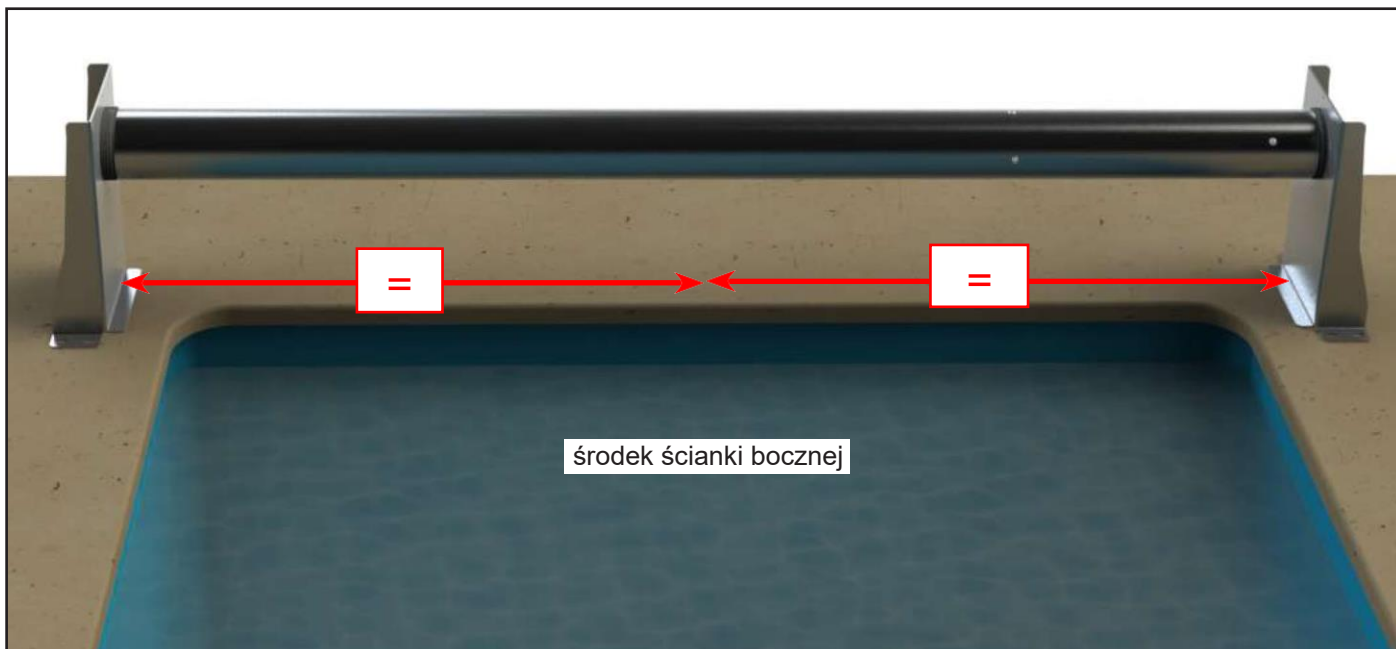 = =
środek ścianki bocznej